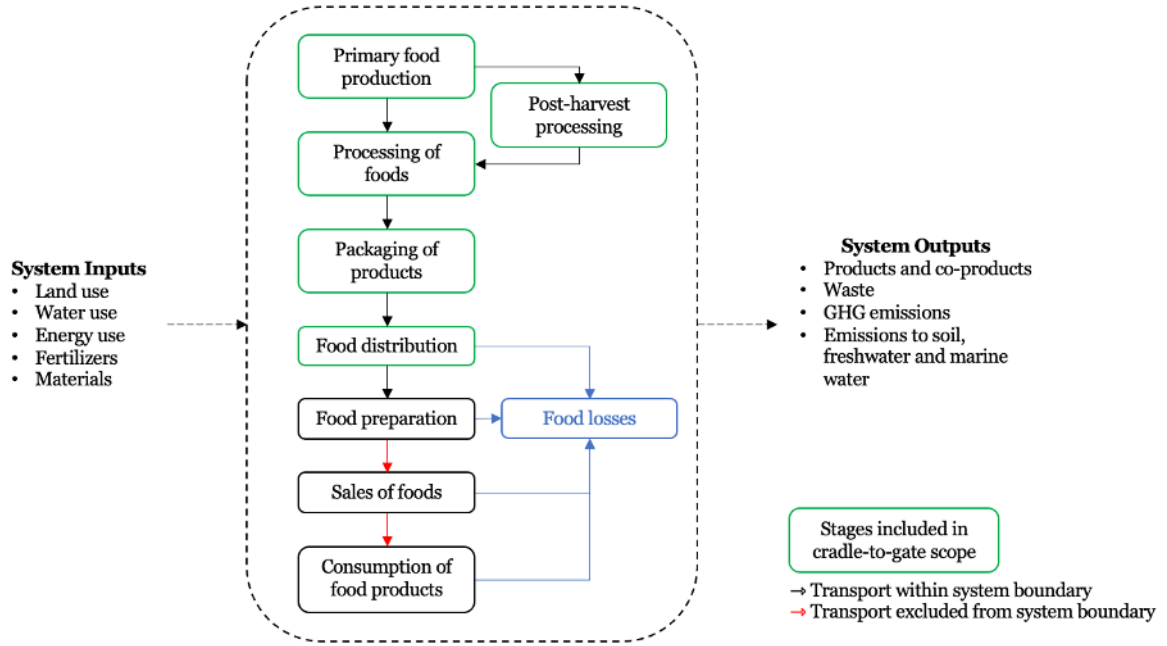 Primary food
production
Post-harvest
processing
Processing of
foods
Packaging of
products
System Inputs
• Land use
• Water use
• Energy use
• Fertilizers
• Materials
System Outputs
• Products and co-products
• Waste
• GHG emissions
• Emissions to soil,
freshwater and marine
water
Food distribution
Food preparation
Food losses
Sales of foods
Consumption of
food products
Stages included in
cradle-to-gate scope
→ Transport within system boundary
→ Transport excluded from system boundary